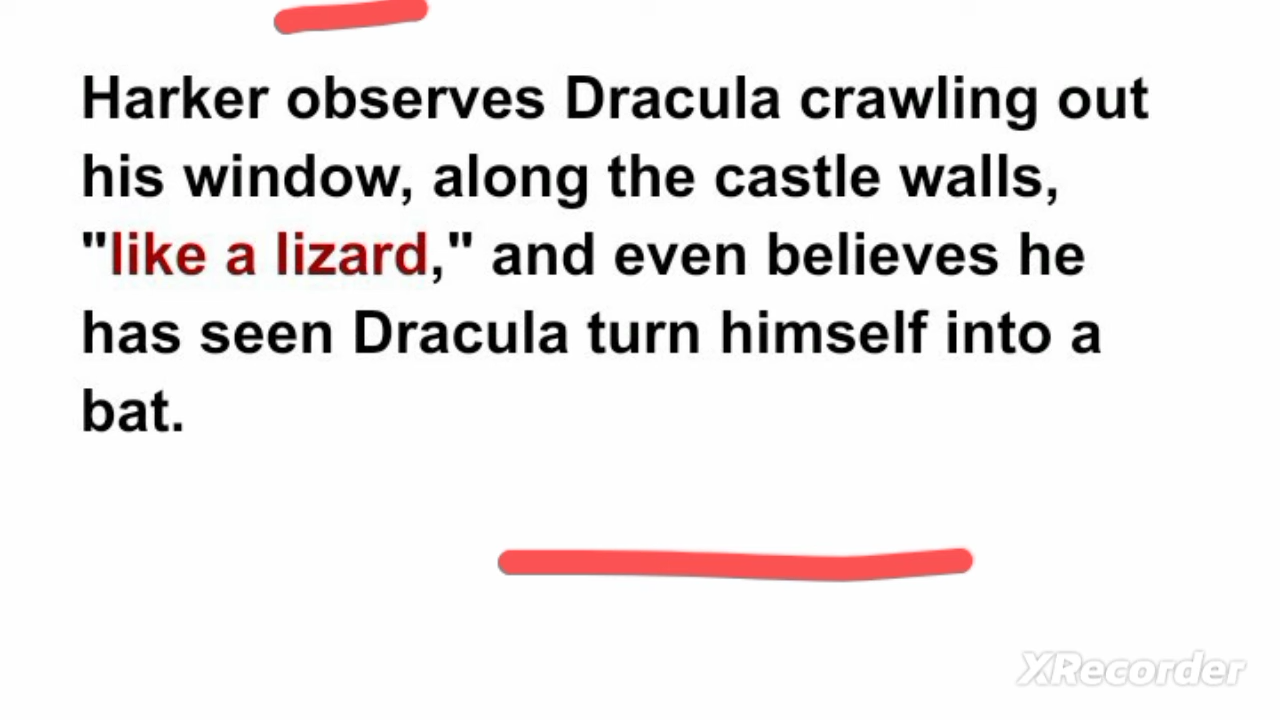 Harker observes Dracula crawling out
his window, along the castle walls,
"like a lizard," and even believes he
has seen Dracula turn himself into a
bat.
XRecorder